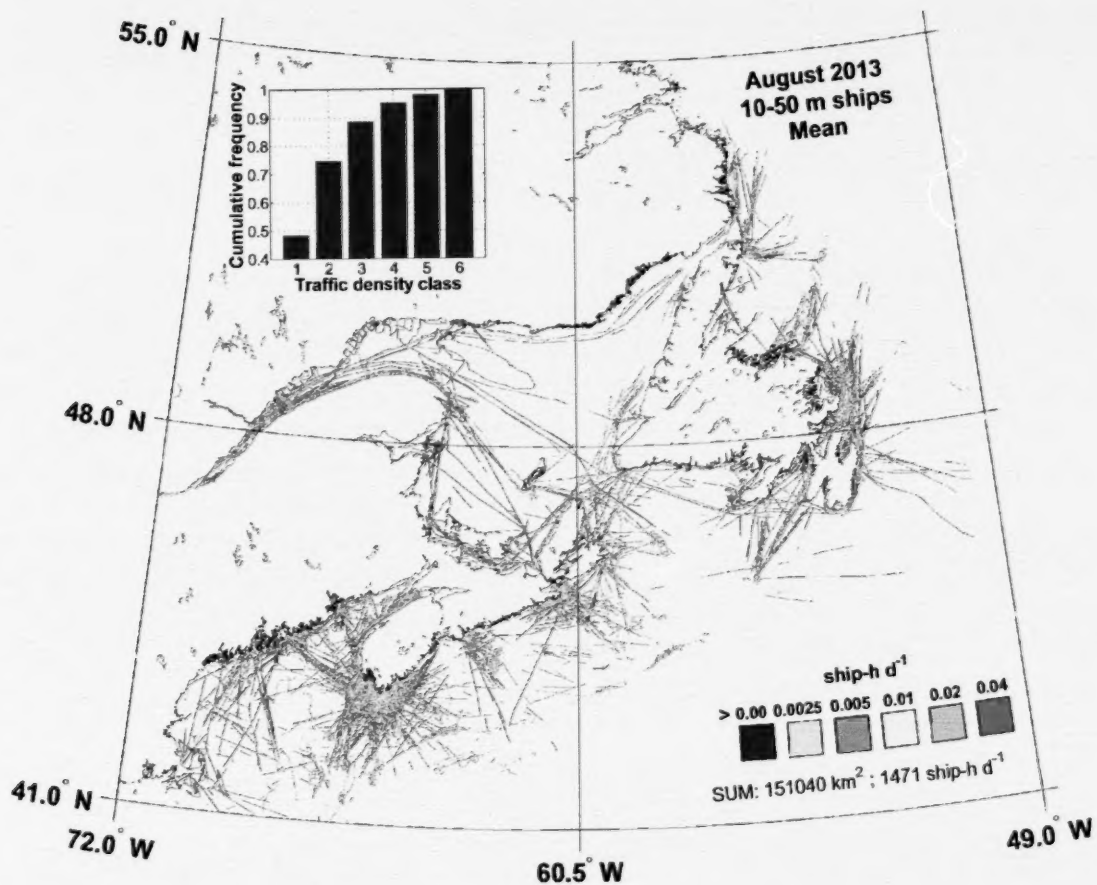 55.0° N
August 2013
10-50 m ships
Mean
Cumulative frequency
1
0.9
0.8
0.7
0.6
0.5
0.4
1 2 3 4 5 6
Traffic density class
48.0° N
ship-h d⁻¹
> 0.00 0.0025 0.005 0.01 0.02 0.04
SUM: 151040 km² ; 1471 ship-h d⁻¹
41.0° N
72.0° W
60.5° W
49.0° W